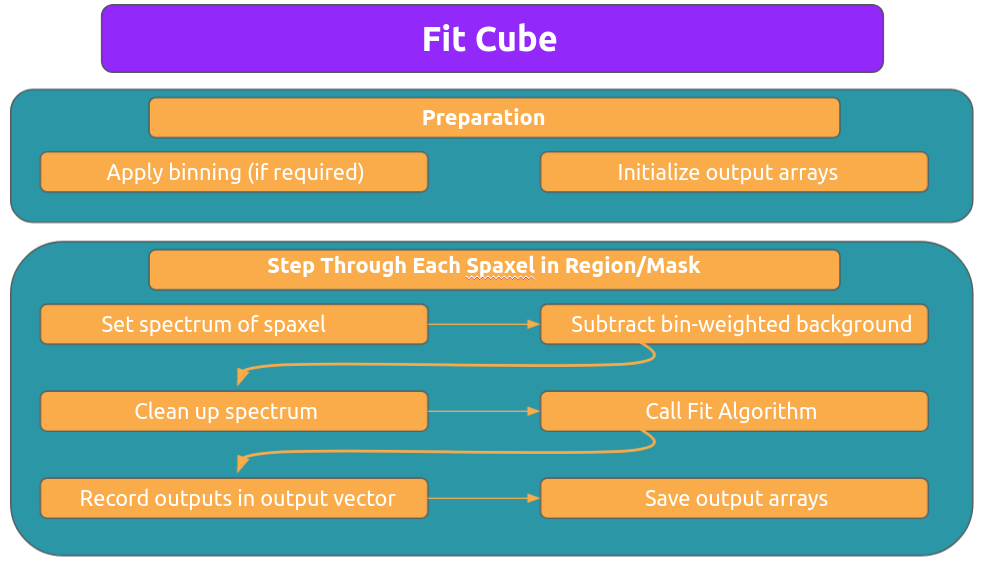 Fit Cube
Preparation
Apply binning (if required)
Initialize output arrays
Step Through Each Spaxel in Region/Mask
Set spectrum of spaxel
Subtract bin-weighted background
Clean up spectrum
Call Fit Algorithm
Record outputs in output vector
Save output arrays